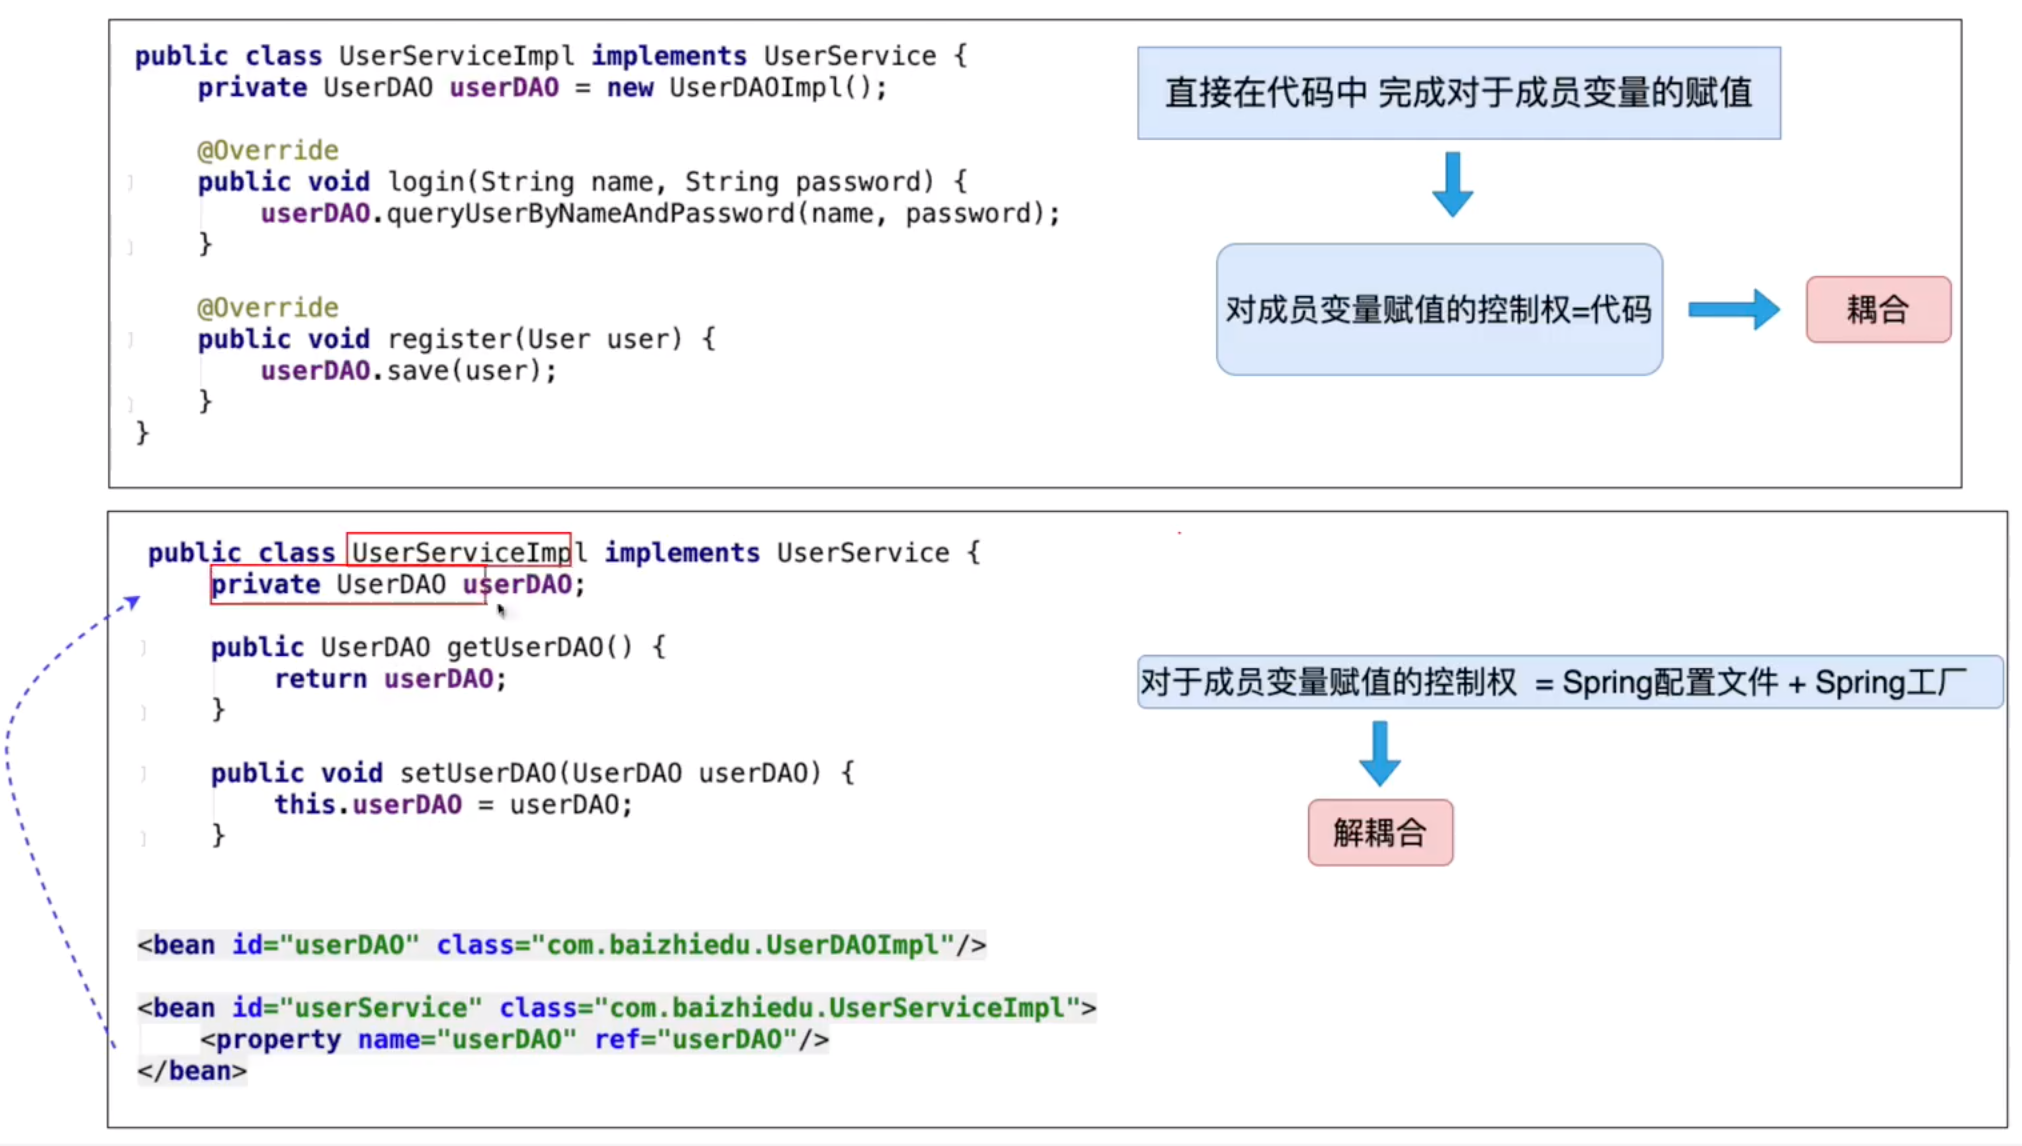 public class UserServiceImpl implements UserService {
    private UserDAO userDAO = new UserDAOImpl();
    @Override
    public void login(String name, String password) {
        userDAO.queryUserByNameAndPassword(name, password);
    }
    @Override
    public void register(User user) {
        userDAO.save(user);
    }
}
直接在代码中 完成对于成员变量的赋值
对成员变量赋值的控制权=代码
耦合
public class UserServiceImpl implements UserService {
    private UserDAO userDAO;
    public UserDAO getUserDAO() {
        return userDAO;
    }
    public void setUserDAO(UserDAO userDAO) {
        this.userDAO = userDAO;
    }
<bean id="userDAO" class="com.baizhiedu.UserDAOImpl"/>
<bean id="userService" class="com.baizhiedu.UserServiceImpl">
    <property name="userDAO" ref="userDAO"/>
</bean>
对于成员变量赋值的控制权 = Spring配置文件 + Spring工厂
解耦合